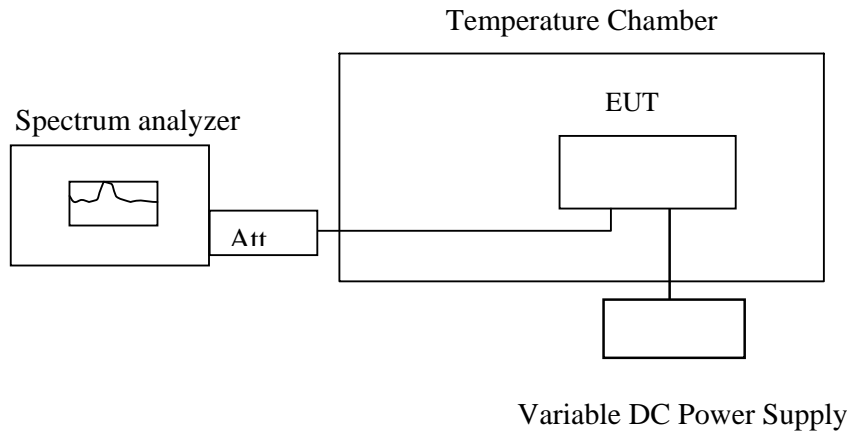 Temperature Chamber
EUT
Spectrum analyzer
Att
Variable DC Power Supply